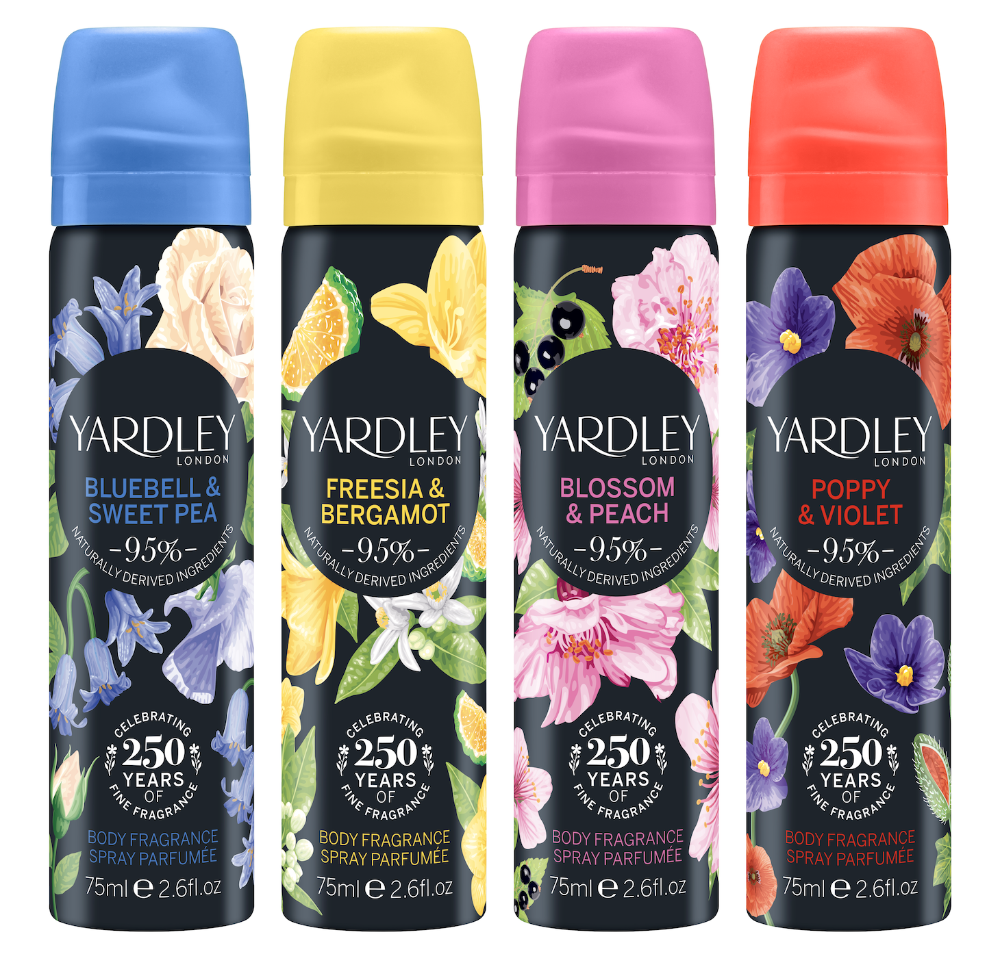 YARDLEY
LONDON
BLUEBELL &
SWEET PEA
-95%-
NATURALLY DERIVED INGREDIENTS
CELEBRATING
250
YEARS
OF
FINE FRAGRANCE
BODY FRAGRANCE
SPRAY PARFUMÉE
75ml e 2.6fl.oz
YARDLEY
LONDON
FREESIA &
BERGAMOT
-95%-
NATURALLY DERIVED INGREDIENTS
CELEBRATING
250
YEARS
OF
FINE FRAGRANCE
BODY FRAGRANCE
SPRAY PARFUMÉE
75ml e 2.6fl.oz
YARDLEY
LONDON
BLOSSOM
& PEACH
-95%-
NATURALLY DERIVED INGREDIENTS
CELEBRATING
250
YEARS
OF
FINE FRAGRANCE
BODY FRAGRANCE
SPRAY PARFUMÉE
75ml e 2.6fl.oz
YARDLEY
LONDON
POPPY
& VIOLET
-95%-
NATURALLY DERIVED INGREDIENTS
CELEBRATING
250
YEARS
OF
FINE FRAGRANCE
BODY FRAGRANCE
SPRAY PARFUMÉE
75ml e 2.6fl.oz